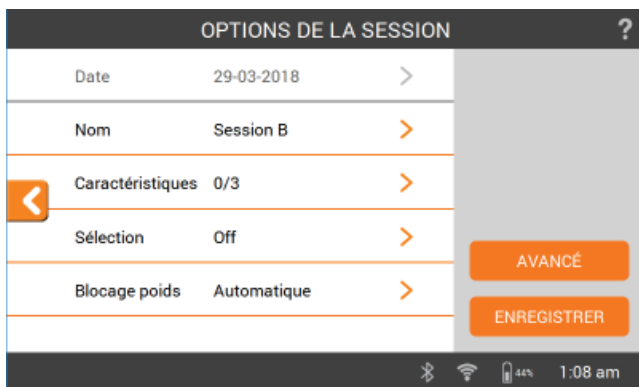 OPTIONS DE LA SESSION ?
Date 29-03-2018
Nom Session B
Caractéristiques 0/3
Sélection Off
Blocage poids Automatique
AVANCÉ
ENREGISTRER
44% 1:08 am